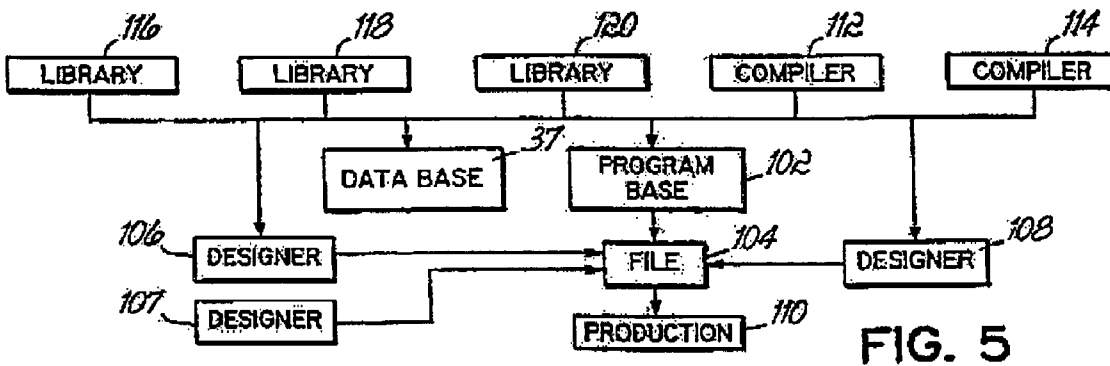 116
118
120
112
114
LIBRARY
LIBRARY
LIBRARY
COMPILER
COMPILER
37
DATA BASE
PROGRAM
BASE
102
106
DESIGNER
FILE
104
DESIGNER
108
107
DESIGNER
PRODUCTION
110
FIG. 5